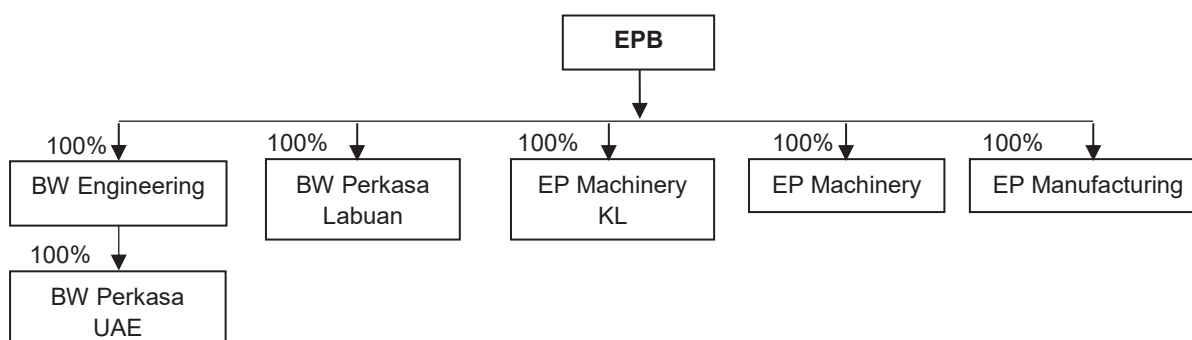 EPB
100%
100%
100%
100%
100%
BW Engineering
BW Perkasa
Labuan
EP Machinery
KL
EP Machinery
EP Manufacturing
100%
BW Perkasa
UAE